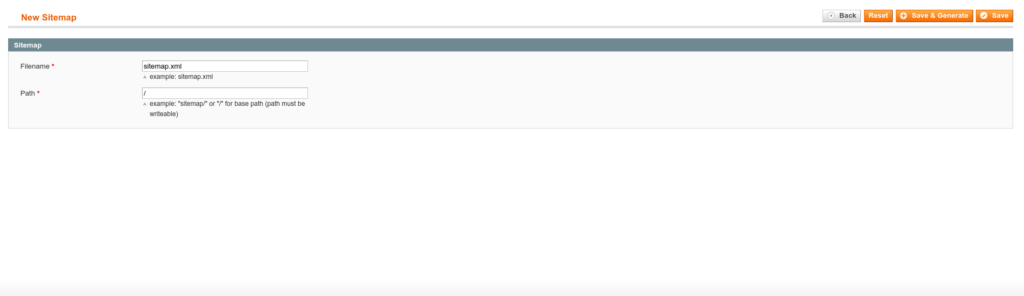 New Sitemap
Back Reset Save & Generate Save
Sitemap
Filename *
sitemap.xml
example: sitemap.xml
Path *
/
example: "sitemap/" or "/" for base path (path must be
writeable)